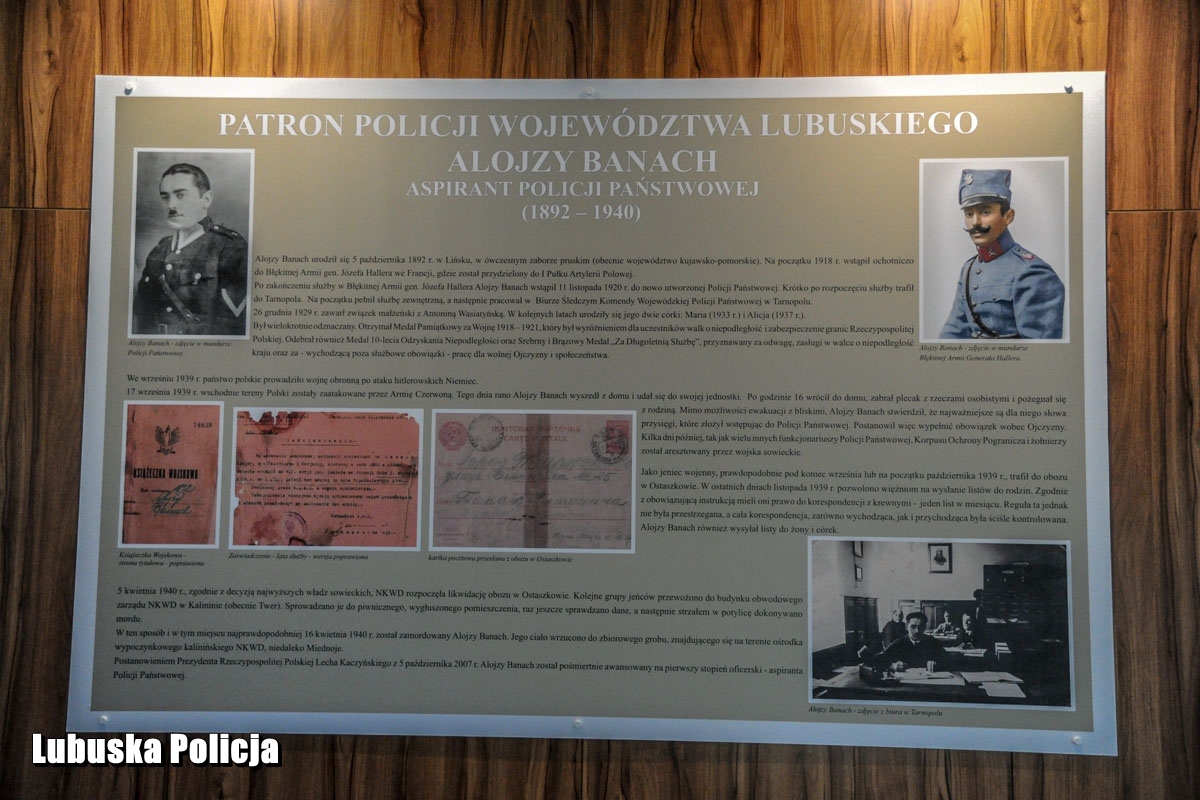 PATRON POLICJI WOJEWÓDZTWA LUBUSKIEGO
ALOJZY BANACH
ASPIRANT POLICJI PAŃSTWOWEJ
(1892 – 1940)
Alojzy Banach - zdjęcie w mundurze
Policji Państwowej
Alojzy Banach - zdjęcie w mundurze
Błękitnej Armii Generała Hallera
Alojzy Banach urodził się 5 października 1892 r. w Lińsku, w ówczesnym zaborze pruskim (obecnie województwo kujawsko-pomorskie). Na początku 1918 r. wstąpił ochotniczo
do Błękitnej Armii gen. Józefa Hallera we Francji, gdzie został przydzielony do I Pułku Artylerii Polowej.
Po zakończeniu służby w Błękitnej Armii gen. Józefa Hallera Alojzy Banach wstąpił 11 listopada 1920 r. do nowo utworzonej Policji Państwowej. Krótko po rozpoczęciu służby trafił
do Tarnopola. Na początku pełnił służbę zewnętrzną, a następnie pracował w Biurze Śledczym Komendy Wojewódzkiej Policji Państwowej w Tarnopolu.
26 grudnia 1929 r. zawarł związek małżeński z Antoniną Wasiatyńską. W kolejnych latach urodziły się jego dwie córki: Maria (1933 r.) i Alicja (1937 r.).
Był wielokrotnie odznaczany. Otrzymał Medal Pamiątkowy za Wojnę 1918 – 1921, który był wyróżnieniem dla uczestników walk o niepodległość i zabezpieczenie granic Rzeczypospolitej
Polskiej. Odebrał również Medal 10-lecia Odzyskania Niepodległości oraz Srebrny i Brązowy Medal „Za Długoletnią Służbę”, przyznawany za odwagę, zasługi w walce o niepodległość
kraju oraz za - wychodzącą poza służbowe obowiązki - pracę dla wolnej Ojczyzny i społeczeństwa.
We wrześniu 1939 r. państwo polskie prowadziło wojnę obronną po ataku hitlerowskich Niemiec.
17 września 1939 r. wschodnie tereny Polski zostały zaatakowane przez Armię Czerwoną. Tego dnia rano Alojzy Banach wyszedł z domu i udał się do swojej jednostki. Po godzinie 16 wrócił do domu, zabrał plecak z rzeczami osobistymi i pożegnał się
z rodziną. Mimo możliwości ewakuacji z bliskimi, Alojzy Banach stwierdził, że najważniejsze są dla niego słowa
przysięgi, które złożył wstępując do Policji Państwowej. Postanowił więc wypełnić obowiązek wobec Ojczyzny.
Kilka dni później, tak jak wielu innych funkcjonariuszy Policji Państwowej, Korpusu Ochrony Pogranicza i żołnierzy
został aresztowany przez wojska sowieckie.
Jako jeniec wojenny, prawdopodobnie pod koniec września lub na początku października 1939 r., trafił do obozu
w Ostaszkowie. W ostatnich dniach listopada 1939 r. pozwolono więźniom na wysłanie listów do rodzin. Zgodnie
z obowiązującą instrukcją mieli oni prawo do korespondencji z krewnymi - jeden list w miesiącu. Reguła ta jednak
nie była przestrzegana, a cała korespondencja, zarówno wychodząca, jak i przychodząca była ściśle kontrolowana.
Alojzy Banach również wysyłał listy do żony i córek.
14638
KSIĄŻECZKA WOJSKOWA
Książeczka Wojskowa -
strona tytułowa - poprawiona
Zaświadczenie - lata służby - wersja poprawiona
CARTE POSTALE
kartka pocztowa przesłana z obozu w Ostaszkowie
5 kwietnia 1940 r., zgodnie z decyzją najwyższych władz sowieckich, NKWD rozpoczęła likwidację obozu w Ostaszkowie. Kolejne grupy jeńców przewożono do budynku obwodowego
zarządu NKWD w Kalininie (obecnie Twer). Sprowadzano je do piwnicznego, wygłuszonego pomieszczenia, raz jeszcze sprawdzano dane, a następnie strzałem w potylicę dokonywano
mordu.
W ten sposób i w tym miejscu najprawdopodobniej 16 kwietnia 1940 r. został zamordowany Alojzy Banach. Jego ciało wrzucono do zbiorowego grobu, znajdującego się na terenie ośrodka
wypoczynkowego kalinińskiego NKWD, niedaleko Miednoje.
Postanowieniem Prezydenta Rzeczypospolitej Polskiej Lecha Kaczyńskiego z 5 października 2007 r. Alojzy Banach został pośmiertnie awansowany na pierwszy stopień oficerski - aspiranta
Policji Państwowej.
Alojzy Banach - zdjęcie z biura w Tarnopolu
Lubuska Policja